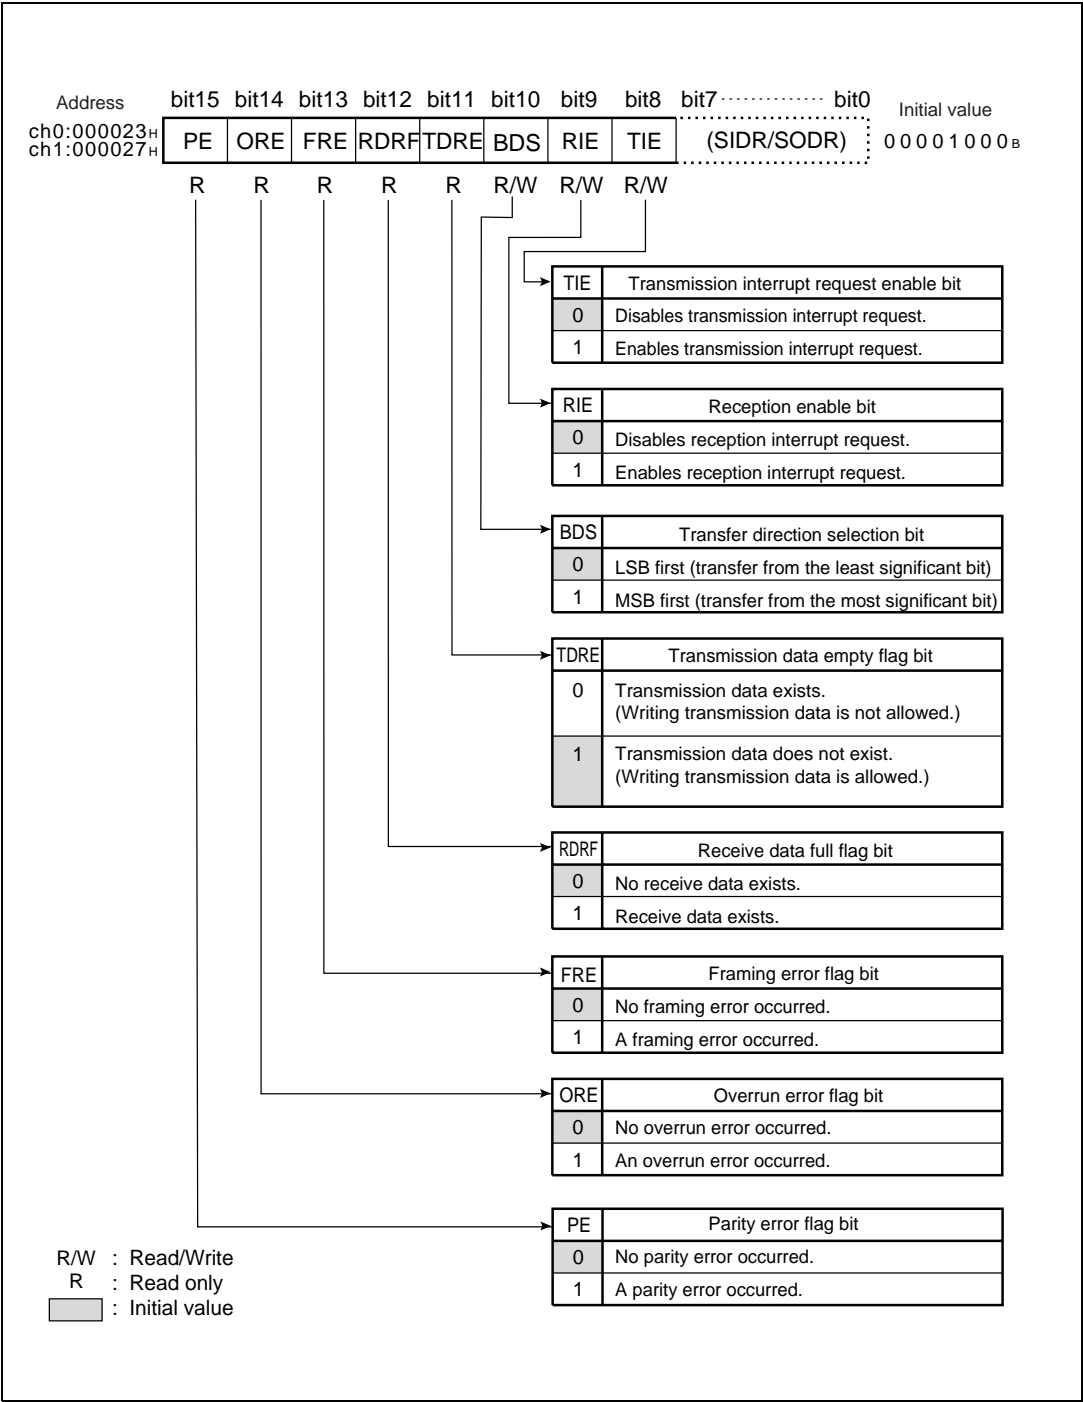 Address bit15 bit14 bit13 bit12 bit11 bit10 bit9 bit8 bit7 ············ bit0 Initial value
ch0:000023H
ch1:000027H
PE ORE FRE RDRF TDRE BDS RIE TIE (SIDR/SODR) 00001000B
R R R R R R/W R/W R/W
TIE Transmission interrupt request enable bit
0 Disables transmission interrupt request.
1 Enables transmission interrupt request.
RIE Reception enable bit
0 Disables reception interrupt request.
1 Enables reception interrupt request.
BDS Transfer direction selection bit
0 LSB first (transfer from the least significant bit)
1 MSB first (transfer from the most significant bit)
TDRE Transmission data empty flag bit
0 Transmission data exists.
(Writing transmission data is not allowed.)
1 Transmission data does not exist.
(Writing transmission data is allowed.)
RDRF Receive data full flag bit
0 No receive data exists.
1 Receive data exists.
FRE Framing error flag bit
0 No framing error occurred.
1 A framing error occurred.
ORE Overrun error flag bit
0 No overrun error occurred.
1 An overrun error occurred.
PE Parity error flag bit
0 No parity error occurred.
1 A parity error occurred.
R/W : Read/Write
R : Read only
: Initial value